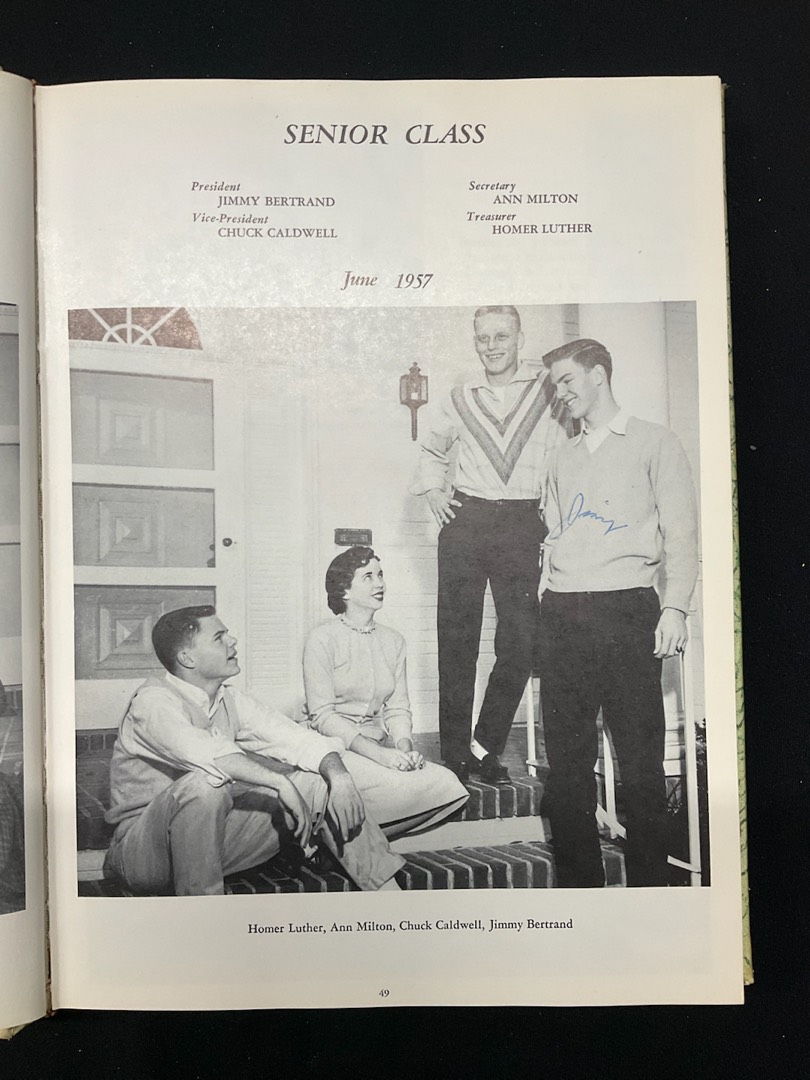 SENIOR CLASS
President
JIMMY BERTRAND
Vice-President
CHUCK CALDWELL
Secretary
ANN MILTON
Treasurer
HOMER LUTHER
June 1957
Homer Luther, Ann Milton, Chuck Caldwell, Jimmy Bertrand
49